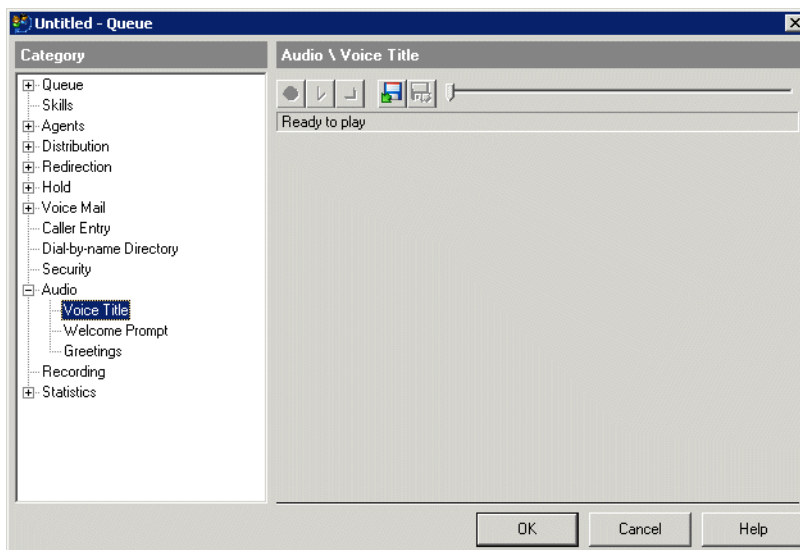 Untitled - Queue
Category
Audio \ Voice Title
Queue
Skills
Agents
Distribution
Redirection
Hold
Voice Mail
Caller Entry
Dial-by-name Directory
Security
Audio
Voice Title
Welcome Prompt
Greetings
Recording
Statistics
Ready to play
OK
Cancel
Help